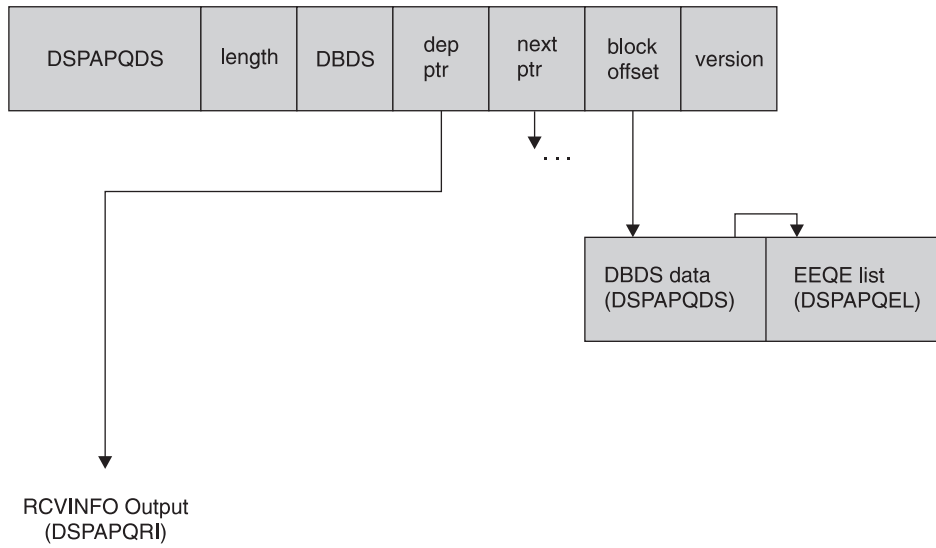 DSPAPQDS length DBDS dep ptr next ptr block offset version
...
DBDS data
(DSPAPQDS)
EEQE list
(DSPAPQEL)
RCVINFO Output
(DSPAPQRI)